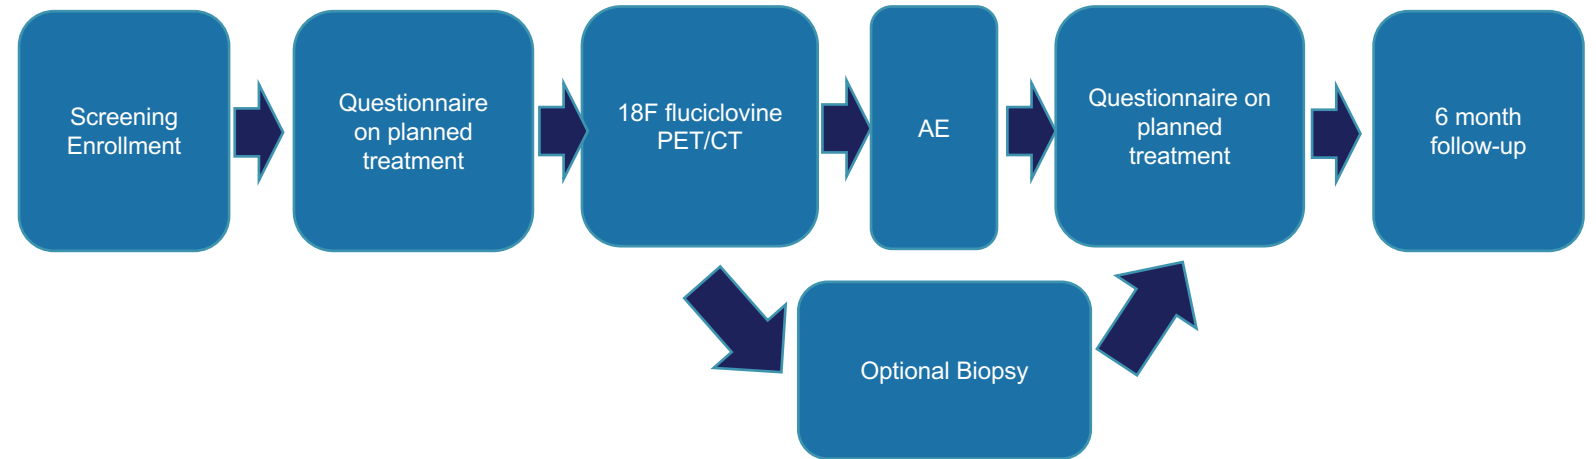 Screening
Enrollment
Questionnaire
on planned
treatment
18F fluciclovine
PET/CT
AE
Questionnaire on
planned
treatment
6 month
follow-up
Optional Biopsy